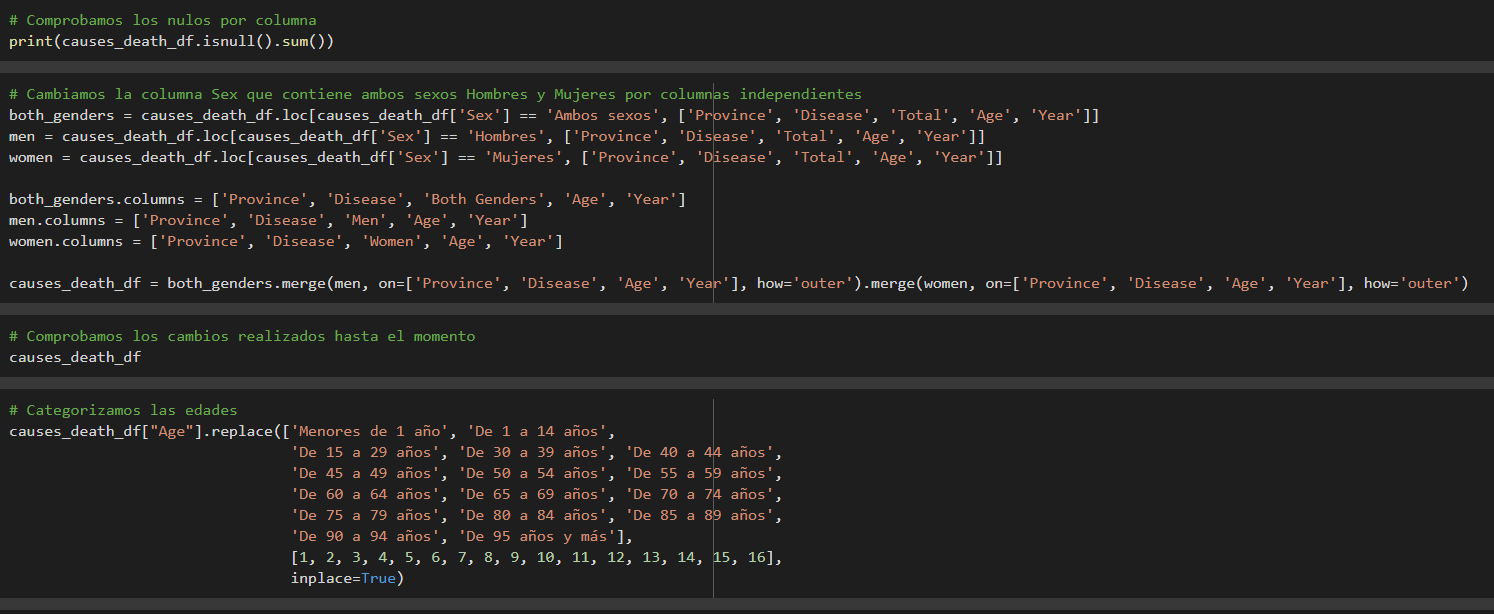 # Comprobamos los nulos por columna
print(causes_death_df.isnull().sum())
# Cambiamos la columna Sex que contiene ambos sexos Hombres y Mujeres por columnas independientes
both_genders = causes_death_df.loc[causes_death_df['Sex'] == 'Ambos sexos', ['Province', 'Disease', 'Total', 'Age', 'Year']]
men = causes_death_df.loc[causes_death_df['Sex'] == 'Hombres', ['Province', 'Disease', 'Total', 'Age', 'Year']]
women = causes_death_df.loc[causes_death_df['Sex'] == 'Mujeres', ['Province', 'Disease', 'Total', 'Age', 'Year']]
both_genders.columns = ['Province', 'Disease', 'Both Genders', 'Age', 'Year']
men.columns = ['Province', 'Disease', 'Men', 'Age', 'Year']
women.columns = ['Province', 'Disease', 'Women', 'Age', 'Year']
causes_death_df = both_genders.merge(men, on=['Province', 'Disease', 'Age', 'Year'], how='outer').merge(women, on=['Province', 'Disease', 'Age', 'Year'], how='outer')
# Comprobamos los cambios realizados hasta el momento
causes_death_df
# Categorizamos las edades
causes_death_df["Age"].replace(['Menores de 1 año', 'De 1 a 14 años',
'De 15 a 29 años', 'De 30 a 39 años', 'De 40 a 44 años',
'De 45 a 49 años', 'De 50 a 54 años', 'De 55 a 59 años',
'De 60 a 64 años', 'De 65 a 69 años', 'De 70 a 74 años',
'De 75 a 79 años', 'De 80 a 84 años', 'De 85 a 89 años',
'De 90 a 94 años', 'De 95 años y más'],
[1, 2, 3, 4, 5, 6, 7, 8, 9, 10, 11, 12, 13, 14, 15, 16],
inplace=True)